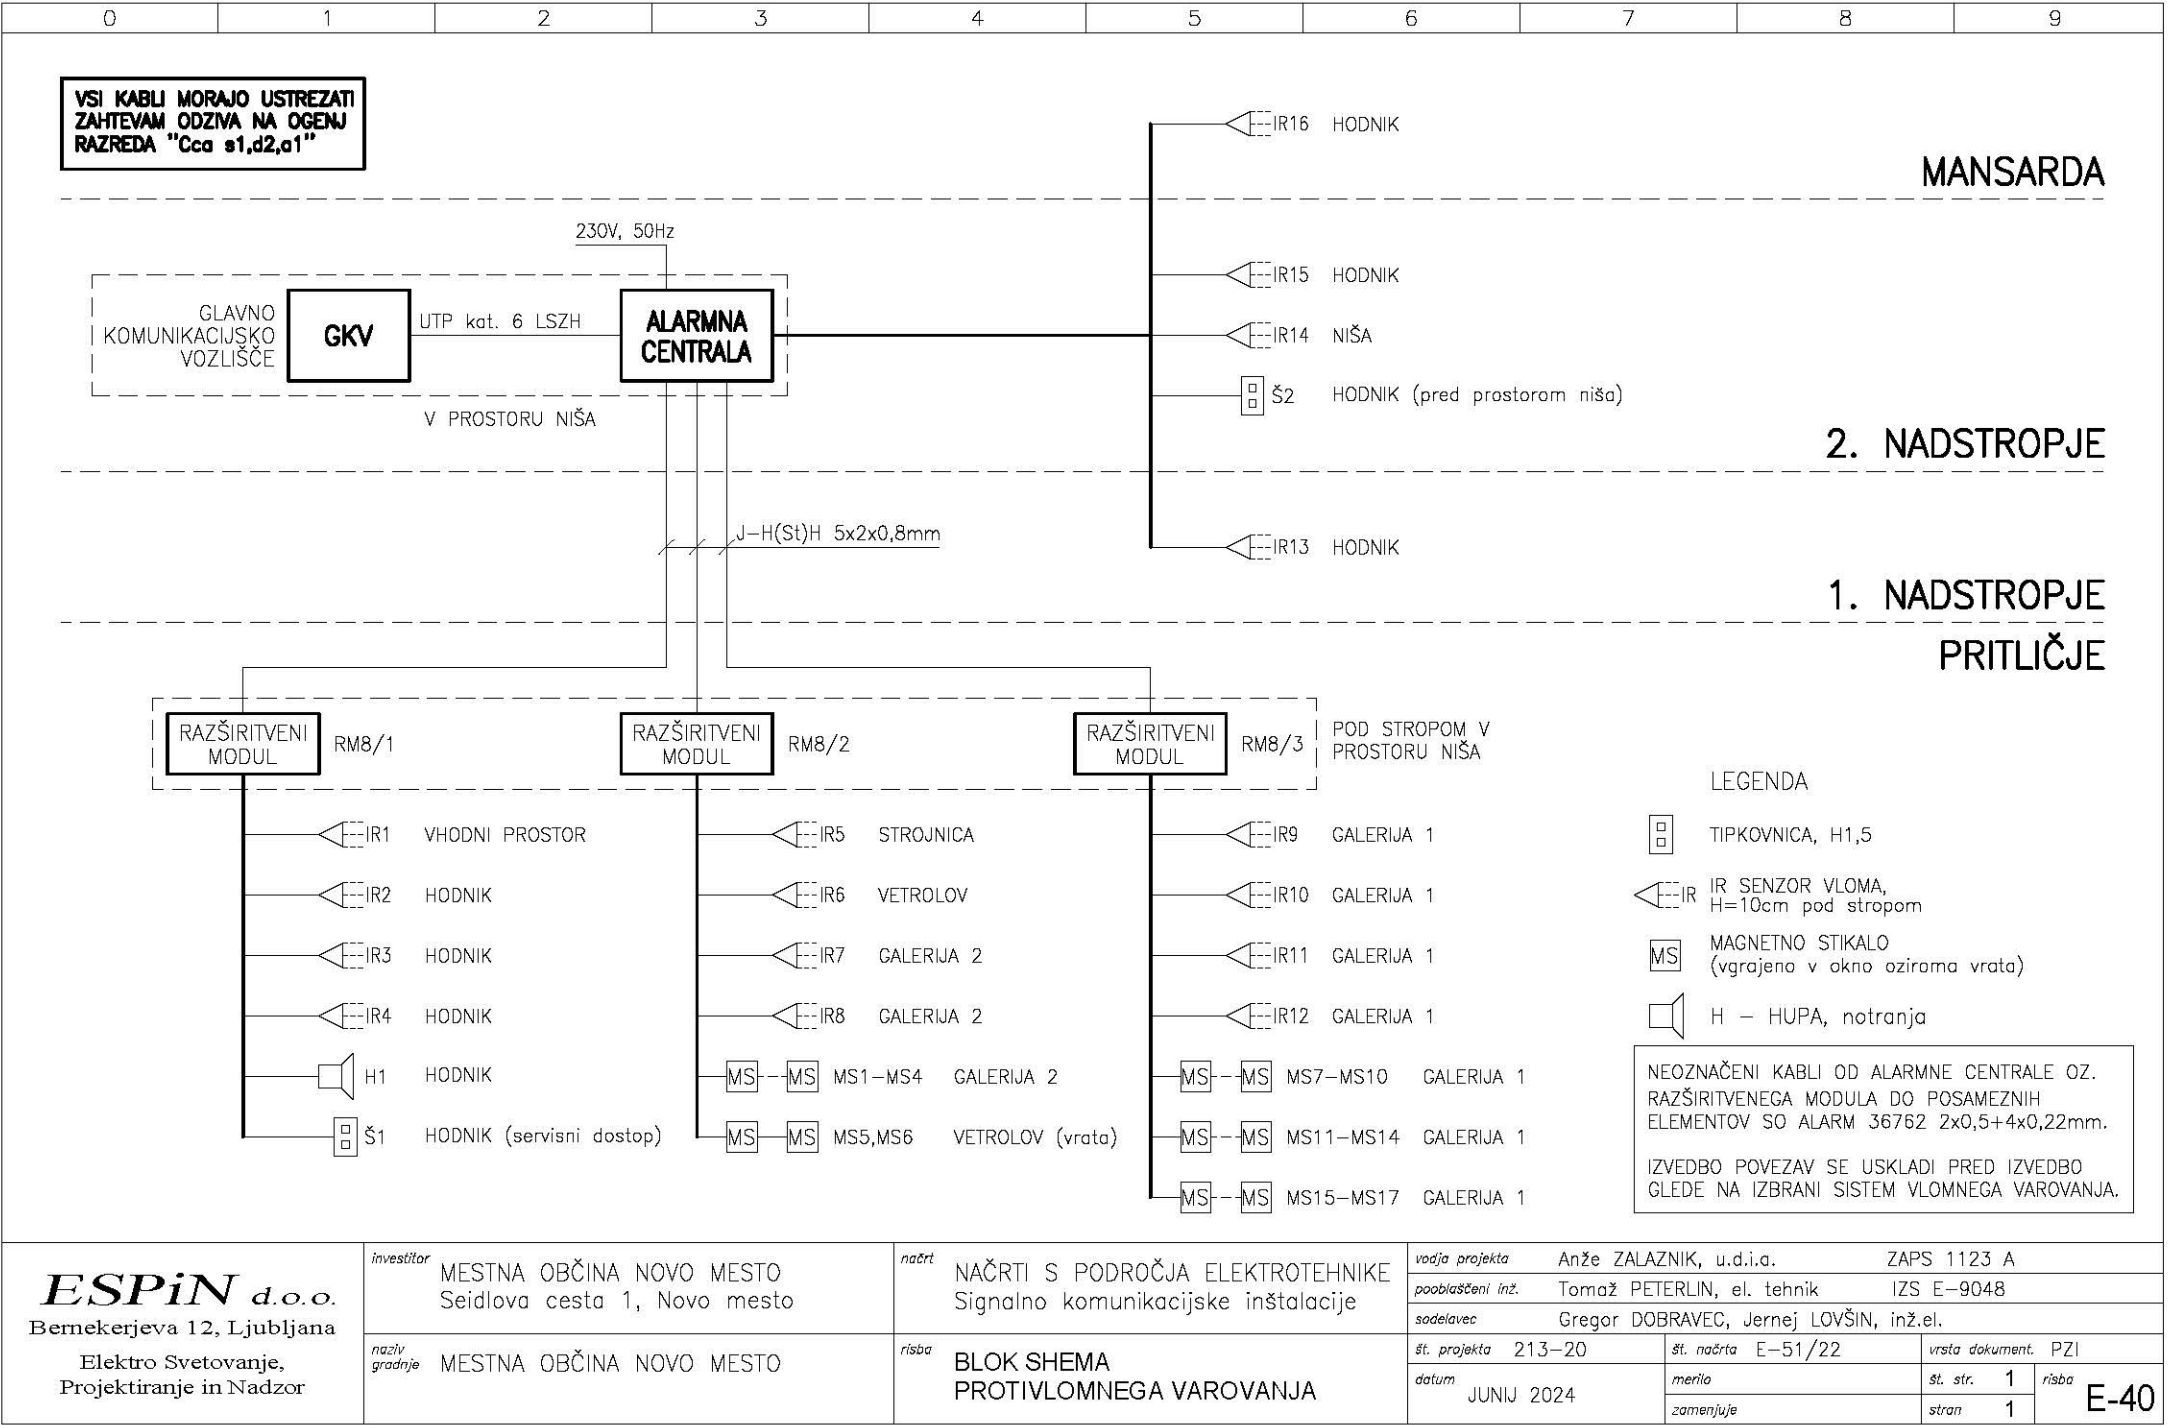 0 1 2 3 4 5 6 7 8 9
VSI KABLI MORAJO USTREZATI
ZAHTEVAM ODZIVA NA OGENJ
RAZREDA "Cca s1,d2,a1"
IR16 HODNIK
MANSARDA
230V, 50Hz
GLAVNO
KOMUNIKACIJSKO
VOZLIŠČE
GKV
UTP kat. 6 LSZH
ALARMNA
CENTRALA
V PROSTORU NIŠA
IR15 HODNIK
IR14 NIŠA
Š2 HODNIK (pred prostorom niša)
2. NADSTROPJE
J-H(St)H 5x2x0,8mm
IR13 HODNIK
1. NADSTROPJE
PRITLIČJE
RAZŠIRITVENI
MODUL
RM8/1
RAZŠIRITVENI
MODUL
RM8/2
RAZŠIRITVENI
MODUL
RM8/3
POD STROPOM V
PROSTORU NIŠA
IR1 VHODNI PROSTOR
IR2 HODNIK
IR3 HODNIK
IR4 HODNIK
H1 HODNIK
Š1 HODNIK (servisni dostop)
IR5 STROJNICA
IR6 VETROLOV
IR7 GALERIJA 2
IR8 GALERIJA 2
MS MS MS1-MS4 GALERIJA 2
MS MS MS5,MS6 VETROLOV (vrata)
IR9 GALERIJA 1
IR10 GALERIJA 1
IR11 GALERIJA 1
IR12 GALERIJA 1
MS MS MS7-MS10 GALERIJA 1
MS MS MS11-MS14 GALERIJA 1
MS MS MS15-MS17 GALERIJA 1
LEGENDA
TIPKOVNICA, H1,5
IR IR SENZOR VLOMA,
H=10cm pod stropom
MS MAGNETNO STIKALO
(vgrajeno v okno oziroma vrata)
H - HUPA, notranja
NEOZNAČENI KABLI OD ALARMNE CENTRALE OZ.
RAZŠIRITVENEGA MODULA DO POSAMEZNIH
ELEMENTOV SO ALARM 36762 2x0,5+4x0,22mm.
IZVEDBO POVEZAV SE USKLADI PRED IZVEDBO
GLEDE NA IZBRANI SISTEM VLOMNEGA VAROVANJA.
ESPiN d.o.o.
Bernekerjeva 12, Ljubljana
Elektro Svetovanje,
Projektiranje in Nadzor
investitor MESTNA OBČINA NOVO MESTO
Seidlova cesta 1, Novo mesto
naziv
gradnje MESTNA OBČINA NOVO MESTO
načrt NAČRTI S PODROČJA ELEKTROTEHNIKE
Signalno komunikacijske inštalacije
risba BLOK SHEMA
PROTIVLOMNEGA VAROVANJA
vodja projekta Anže ZALAZNIK, u.d.i.a. ZAPS 1123 A
pooblaščeni inž. Tomaž PETERLIN, el. tehnik IZS E-9048
sodelavec Gregor DOBRAVEC, Jernej LOVŠIN, inž.el.
št. projekta 213-20 št. načrta E-51/22 vrsta dokument. PZI
datum JUNIJ 2024
merilo
zamenjuje
št. str. 1
stran 1
risba E-40